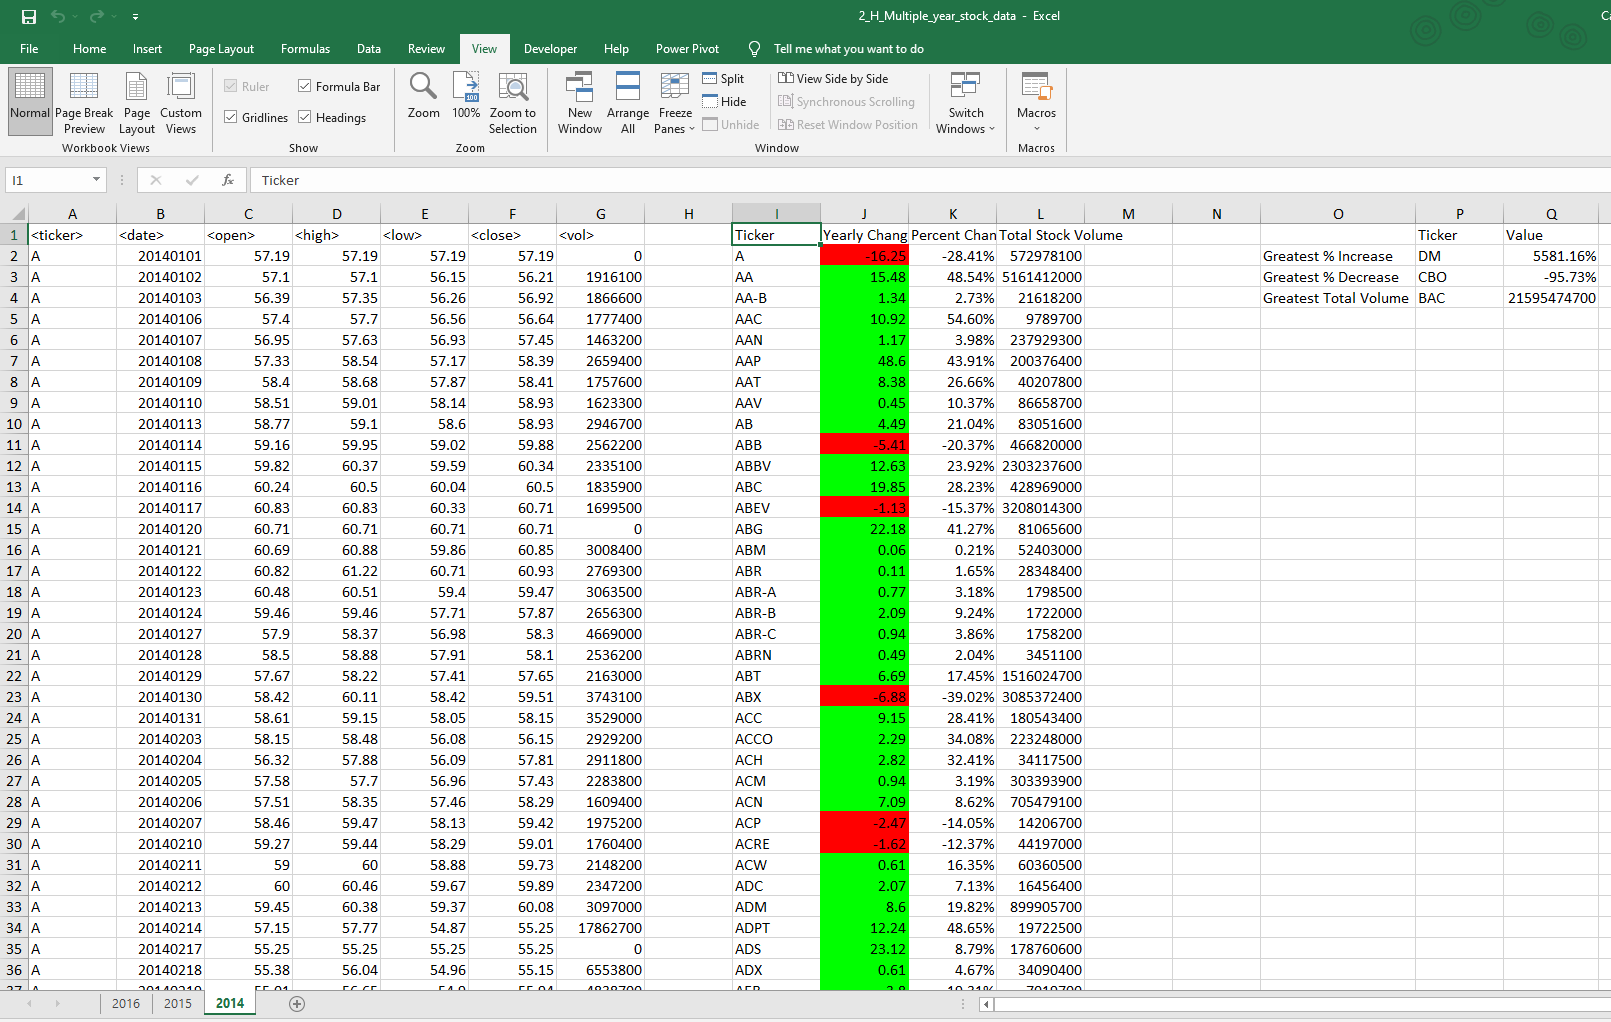 2_H_Multiple_year_stock_data - Excel
File Home Insert Page Layout Formulas Data Review View Developer Help Power Pivot Tell me what you want to do
Ruler Formula Bar Split View Side by Side
Gridlines Headings Hide Synchronous Scrolling
Unhide Reset Window Position
Normal Page Break Page Custom Zoom 100% Zoom to New Arrange Freeze Switch Macros
Preview Layout Views Selection Window All Panes Windows
Workbook Views Show Zoom Window Macros
I1 fx Ticker
A B C D E F G H I J K L M N O P Q
1 <ticker> <date> <open> <high> <low> <close> <vol> Ticker Yearly Chang Percent Chan Total Stock Volume Ticker Value
2 A 20140101 57.19 57.19 57.19 57.19 0 A -16.25 -28.41% 572978100 Greatest % Increase DM 5581.16%
3 A 20140102 57.1 57.1 56.15 56.21 1916100 AA 15.48 48.54% 5161412000 Greatest % Decrease CBO -95.73%
4 A 20140103 56.39 57.35 56.26 56.92 1866600 AA-B 1.34 2.73% 21618200 Greatest Total Volume BAC 21595474700
5 A 20140106 57.4 57.7 56.56 56.64 1777400 AAC 10.92 54.60% 9789700
6 A 20140107 56.95 57.63 56.93 57.45 1463200 AAN 1.17 3.98% 237929300
7 A 20140108 57.33 58.54 57.17 58.39 2659400 AAP 48.6 43.91% 200376400
8 A 20140109 58.4 58.68 57.87 58.41 1757600 AAT 8.38 26.66% 40207800
9 A 20140110 58.51 59.01 58.14 58.93 1623300 AAV 0.45 10.37% 86658700
10 A 20140113 58.77 59.1 58.6 58.93 2946700 AB 4.49 21.04% 83051600
11 A 20140114 59.16 59.95 59.02 59.88 2562200 ABB -5.41 -20.37% 466820000
12 A 20140115 59.82 60.37 59.59 60.34 2335100 ABBV 12.63 23.92% 2303237600
13 A 20140116 60.24 60.5 60.04 60.5 1835900 ABC 19.85 28.23% 428969000
14 A 20140117 60.83 60.83 60.33 60.71 1699500 ABEV -1.13 -15.37% 3208014300
15 A 20140120 60.71 60.71 60.71 60.71 0 ABG 22.18 41.27% 81065600
16 A 20140121 60.69 60.88 59.86 60.85 3008400 ABM 0.06 0.21% 52403000
17 A 20140122 60.82 61.22 60.71 60.93 2769300 ABR 0.11 1.65% 28348400
18 A 20140123 60.48 60.51 59.4 59.47 3063500 ABR-A 0.77 3.18% 1798500
19 A 20140124 59.46 59.46 57.71 57.87 2656300 ABR-B 2.09 9.24% 1722000
20 A 20140127 57.9 58.37 56.98 58.3 4669000 ABR-C 0.94 3.86% 1758200
21 A 20140128 58.5 58.88 57.91 58.1 2536200 ABRN 0.49 2.04% 3451100
22 A 20140129 57.67 58.22 57.41 57.65 2163000 ABT 6.69 17.45% 1516024700
23 A 20140130 58.42 60.11 58.42 59.51 3743100 ABX -6.88 -39.02% 3085372400
24 A 20140131 58.61 59.15 58.05 58.15 3529000 ACC 9.15 28.41% 180543400
25 A 20140203 58.15 58.48 56.08 56.15 2929200 ACCO 2.29 34.08% 223248000
26 A 20140204 56.32 57.88 56.09 57.81 2911800 ACH 2.82 32.41% 34117500
27 A 20140205 57.58 57.7 56.96 57.43 2283800 ACM 0.94 3.19% 303393900
28 A 20140206 57.51 58.35 57.46 58.29 1609400 ACN 7.09 8.62% 705479100
29 A 20140207 58.46 59.47 58.13 59.42 1975200 ACP -2.47 -14.05% 14206700
30 A 20140210 59.27 59.44 58.29 59.01 1760400 ACRE -1.62 -12.37% 44197000
31 A 20140211 59 60 58.88 59.73 2148200 ACW 0.61 16.35% 60360500
32 A 20140212 60 60.46 59.67 59.89 2347200 ADC 2.07 7.13% 16456400
33 A 20140213 59.45 60.38 59.37 60.08 3097000 ADM 8.6 19.82% 899905700
34 A 20140214 57.15 57.77 54.87 55.25 17862700 ADPT 12.24 48.65% 19722500
35 A 20140217 55.25 55.25 55.25 55.25 0 ADS 23.12 8.79% 178760600
36 A 20140218 55.38 56.04 54.96 55.15 6553800 ADX 0.61 4.67% 34090400
2016 2015 2014